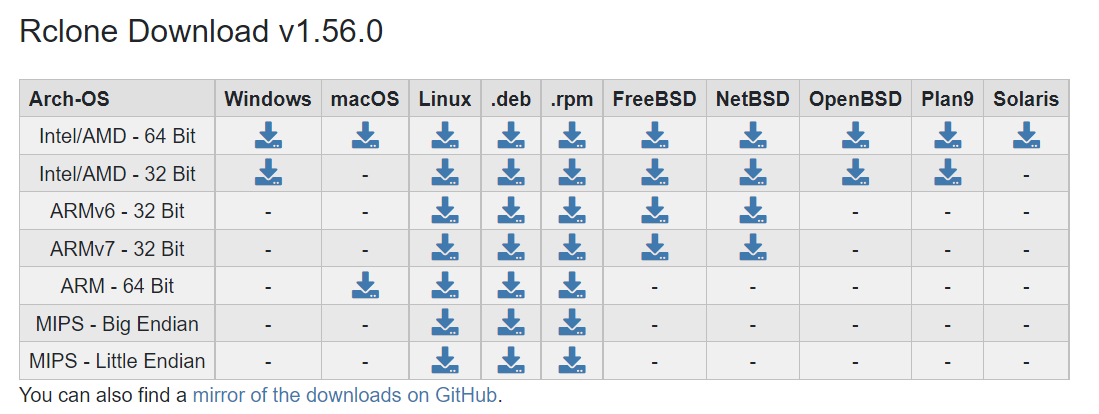 Rclone Download v1.56.0
Arch-OS Windows macOS Linux .deb .rpm FreeBSD NetBSD OpenBSD Plan9 Solaris
Intel/AMD - 64 Bit
Intel/AMD - 32 Bit - -
ARMv6 - 32 Bit - - - - -
ARMv7 - 32 Bit - - - - -
ARM - 64 Bit - - - - - -
MIPS - Big Endian - - - - - - -
MIPS - Little Endian - - - - - - -
You can also find a mirror of the downloads on GitHub.